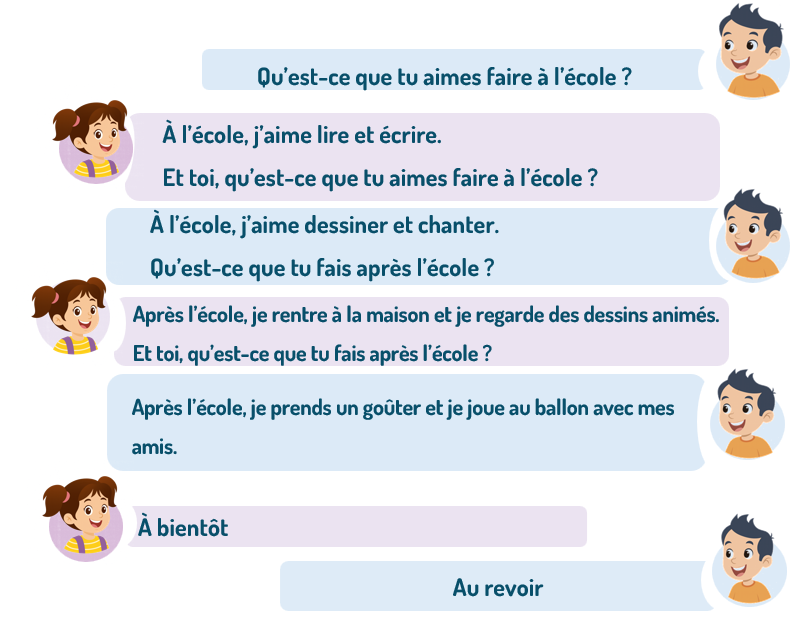 Qu’est-ce que tu aimes faire à l’école ?
À l’école, j’aime lire et écrire.
Et toi, qu’est-ce que tu aimes faire à l’école ?
À l’école, j’aime dessiner et chanter.
Qu’est-ce que tu fais après l’école ?
Après l’école, je rentre à la maison et je regarde des dessins animés.
Et toi, qu’est-ce que tu fais après l’école ?
Après l’école, je prends un goûter et je joue au ballon avec mes
amis.
À bientôt
Au revoir